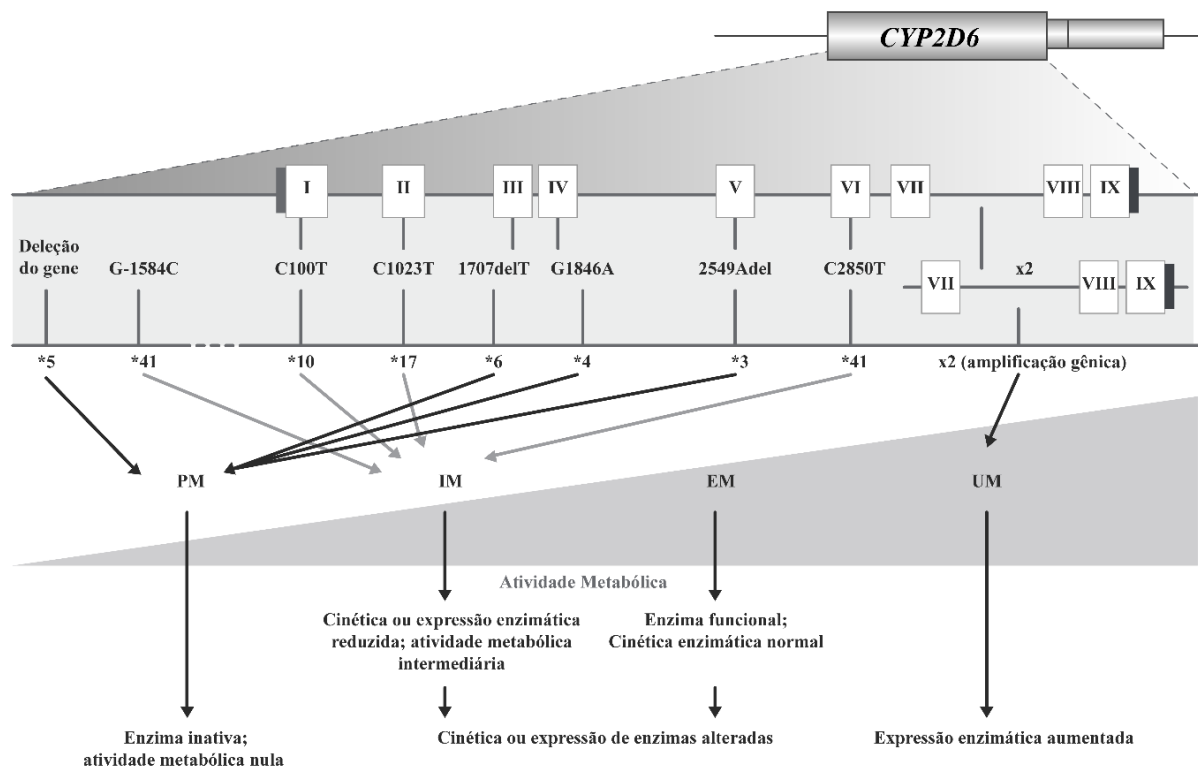 CYP2D6
I II III IV V VI VII VIII IX
Deleção
do gene
G-1584C
C100T
C1023T
1707delT
G1846A
2549Adel
C2850T
VII
x2
VIII
IX
*5
*41
*10
*17
*6
*4
*3
*41
x2 (amplificação gênica)
PM
IM
EM
UM
Atividade Metabólica
Cinética ou expressão enzimática
reduzida; atividade metabólica
intermediária
Enzima funcional;
Cinética enzimática normal
Enzima inativa;
atividade metabólica nula
Cinética ou expressão de enzimas alteradas
Expressão enzimática aumentada